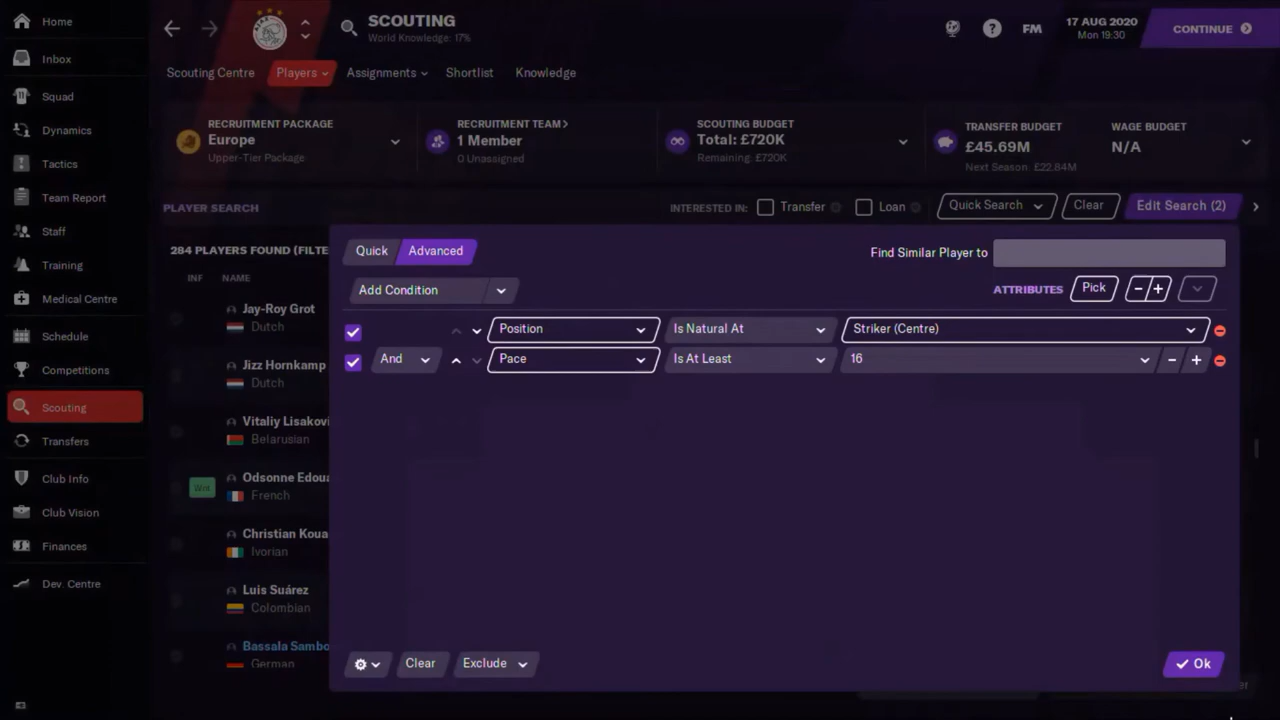 Home
Inbox
Squad
Dynamics
Tactics
Team Report
Staff
Training
Medical Centre
Schedule
Competitions
Scouting
Transfers
Club Info
Club Vision
Finances
Dev. Centre
SCOUTING
World Knowledge: 17%
FM
17 AUG 2020
Mon 19:30
CONTINUE
Scouting Centre
Players
Assignments
Shortlist
Knowledge
RECRUITMENT PACKAGE
Europe
Upper-Tier Package
RECRUITMENT TEAM >
1 Member
0 Unassigned
SCOUTING BUDGET
Total: £720K
Remaining: £720K
TRANSFER BUDGET
£45.69M
Next Season £22.84M
WAGE BUDGET
N/A
PLAYER SEARCH
INTERESTED IN:
Transfer
Loan
Quick Search
Clear
Edit Search (2)
284 PLAYERS FOUND (FILTE
INF NAME
Jay-Roy Grot
Dutch
Jizz Hornkamp
Dutch
Vitaliy Lisakovi
Belarusian
Wnt
Odsonne Edoua
French
Christian Koua
Ivorian
Luis Suárez
Colombian
Bassala Sambo
German
Quick
Advanced
Find Similar Player to
Add Condition
ATTRIBUTES
Pick
Position Is Natural At Striker (Centre)
And Pace Is At Least 16
Clear
Exclude
Ok